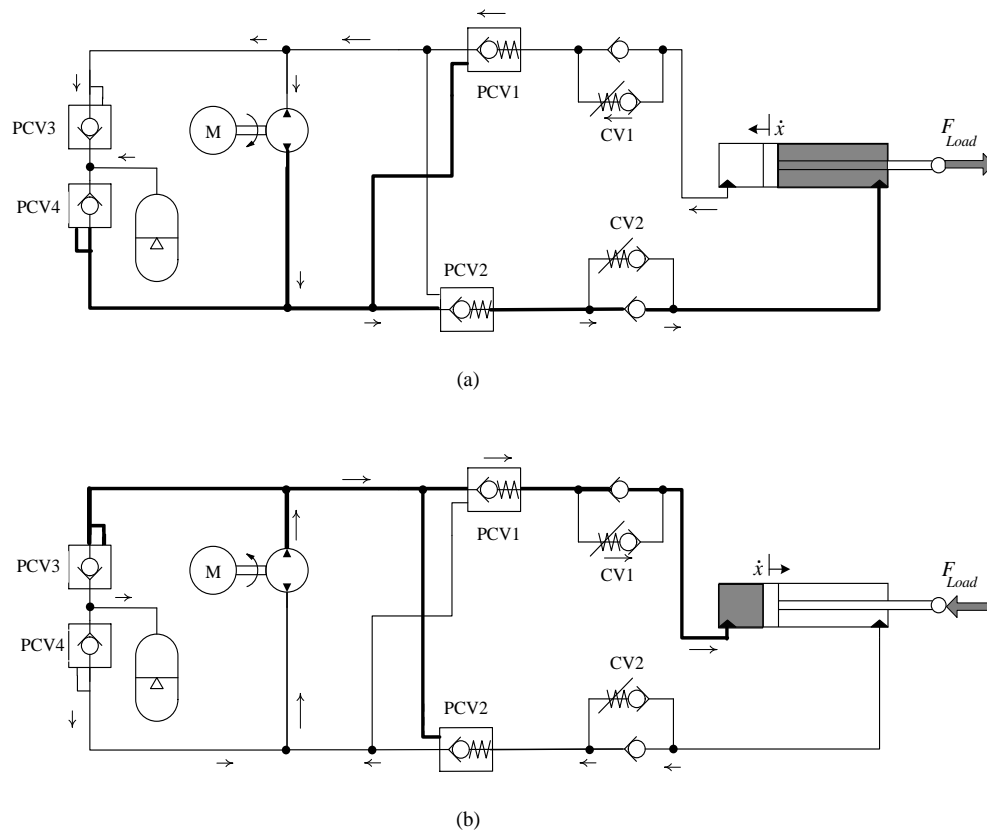 PCV1
PCV3
M
CV1
ẋ
F_Load
PCV4
CV2
PCV2
(a)
PCV1
PCV3
M
CV1
ẋ
F_Load
PCV4
CV2
PCV2
(b)